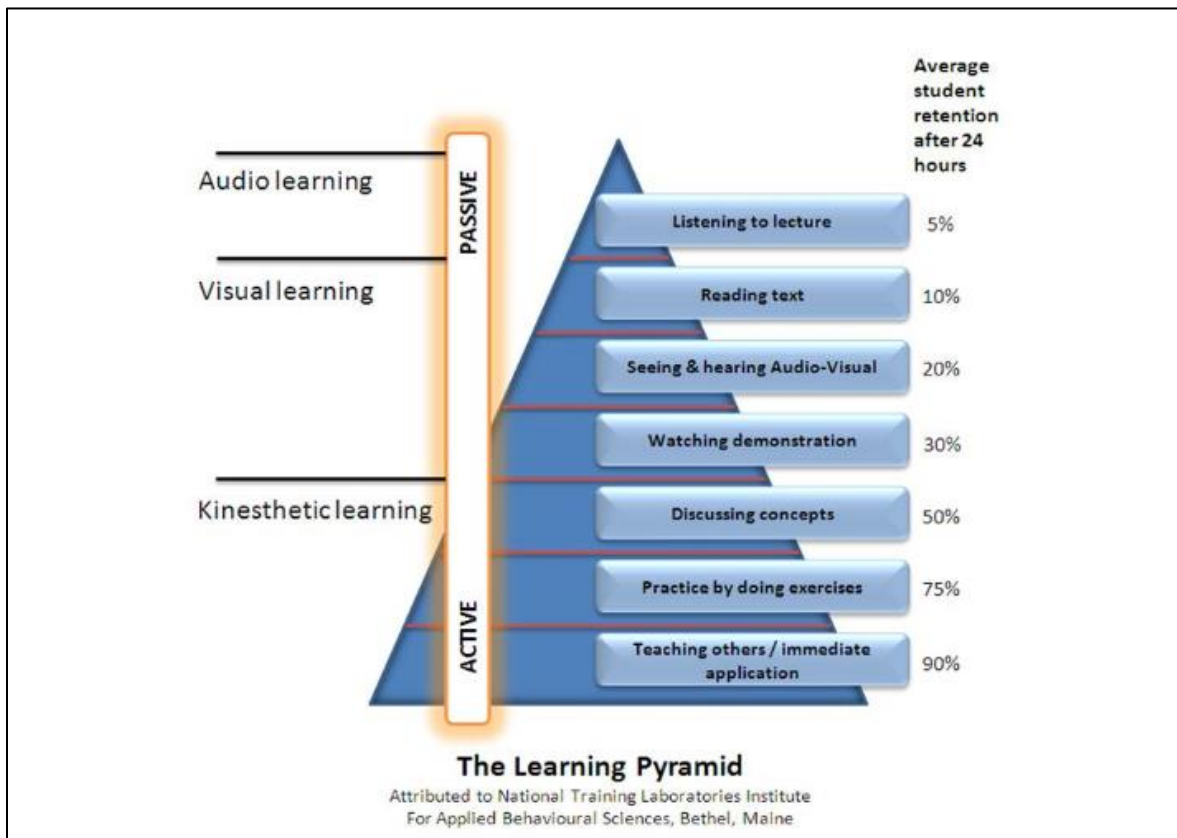 Average
student
retention
after 24
hours
Audio learning
PASSIVE
Listening to lecture
5%
Visual learning
Reading text
10%
Seeing & hearing Audio-Visual
20%
Watching demonstration
30%
Kinesthetic learning
Discussing concepts
50%
Practice by doing exercises
75%
ACTIVE
Teaching others / immediate
application
90%
The Learning Pyramid
Attributed to National Training Laboratories Institute
For Applied Behavioural Sciences, Bethel, Maine